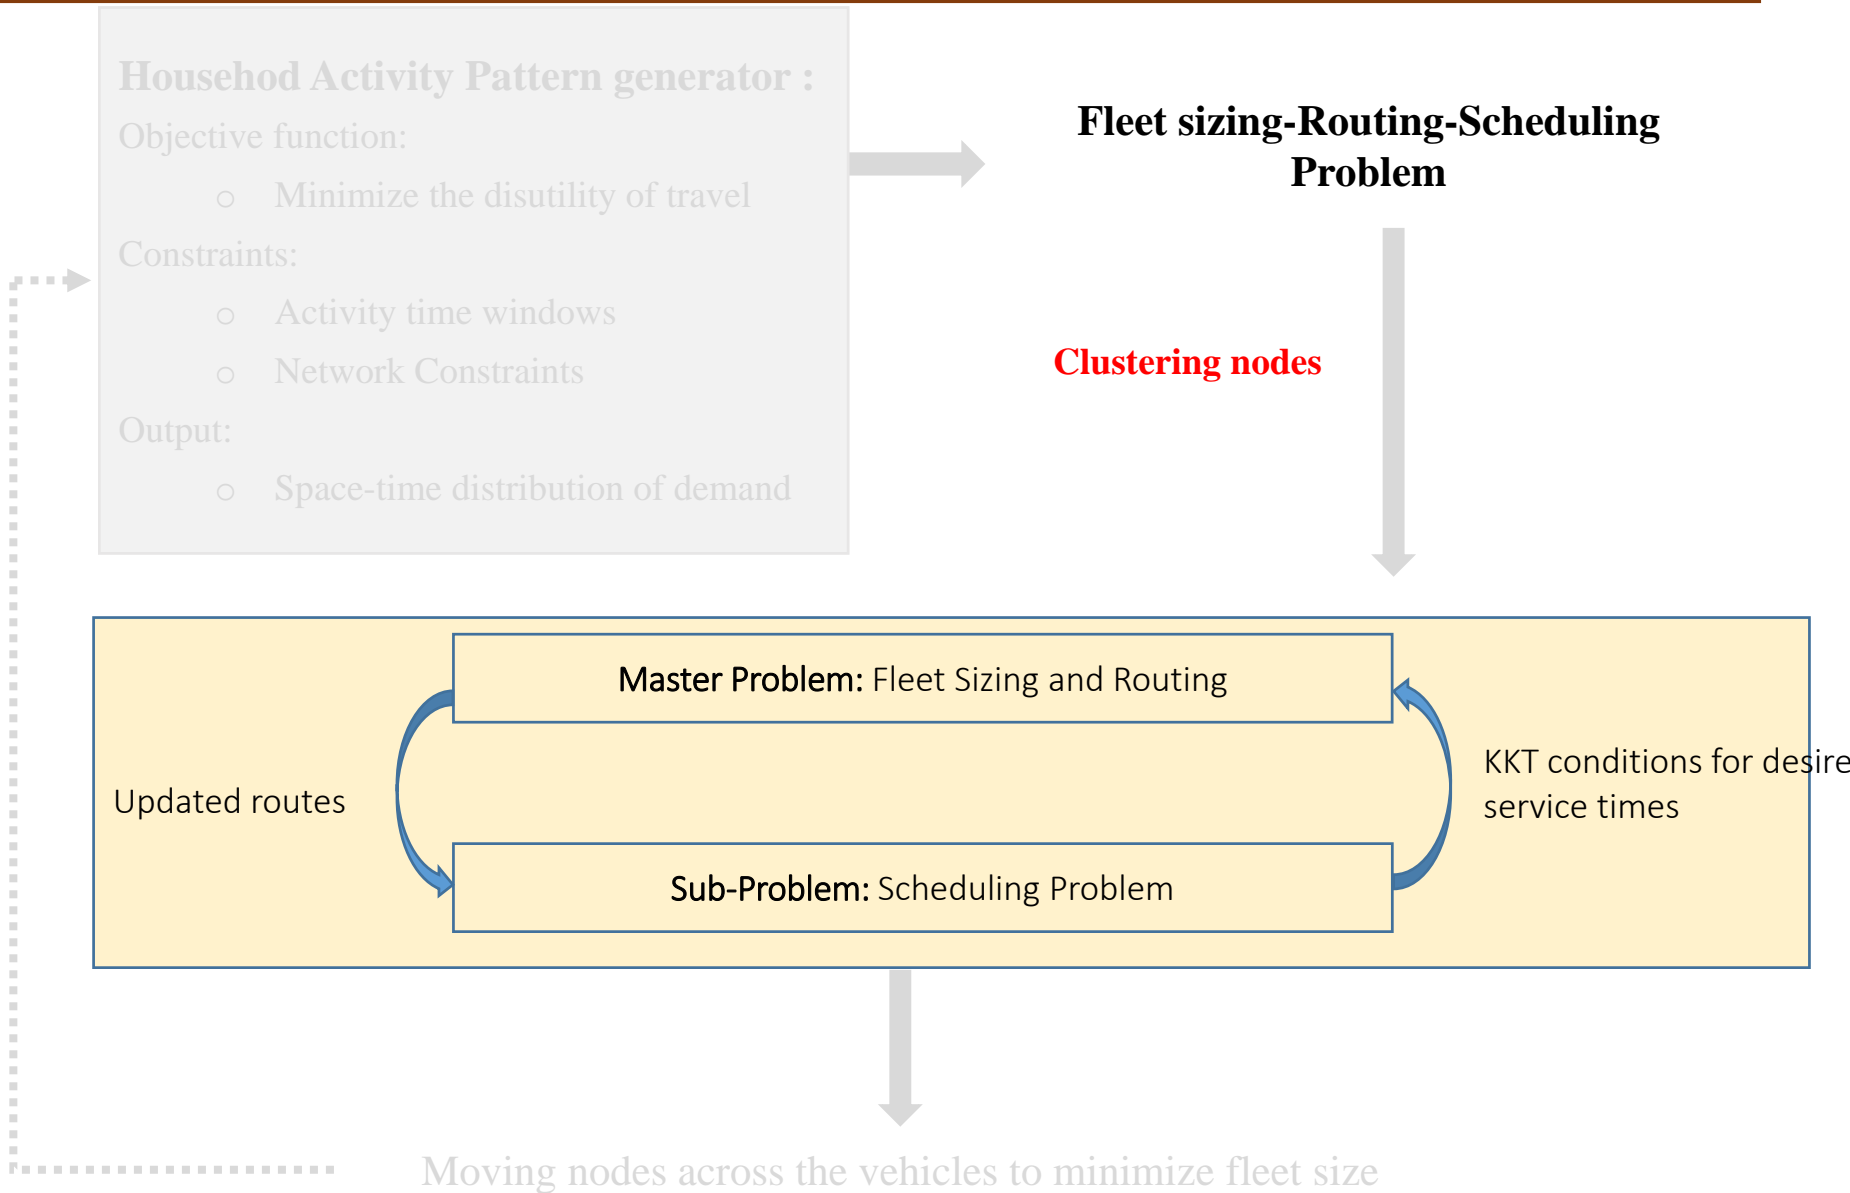 Househod Activity Pattern generator :
Objective function:
o Minimize the disutility of travel
Constraints:
o Activity time windows
o Network Constraints
Output:
o Space-time distribution of demand
Fleet sizing-Routing-Scheduling
Problem
Clustering nodes
Master Problem: Fleet Sizing and Routing
Updated routes
KKT conditions for desire
service times
Sub-Problem: Scheduling Problem
Moving nodes across the vehicles to minimize fleet size